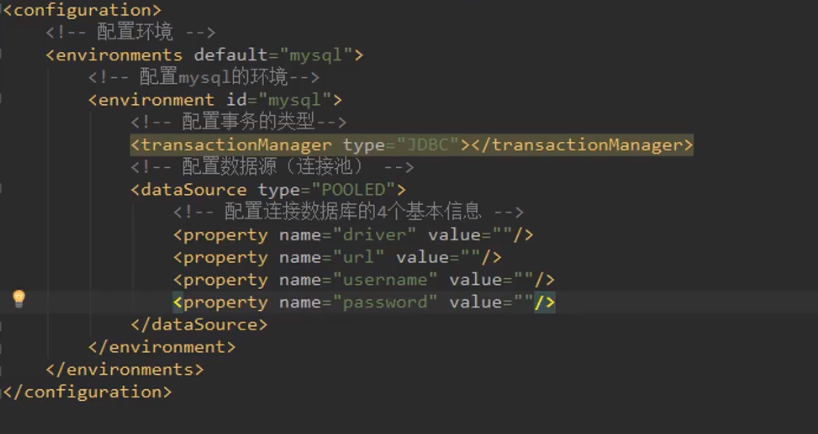 <configuration>
<!-- 配置环境 -->
<environments default="mysql">
<!-- 配置mysql的环境-->
<environment id="mysql">
<!-- 配置事务的类型-->
<transactionManager type="JDBC"></transactionManager>
<!-- 配置数据源（连接池） -->
<dataSource type="POOLED">
<!-- 配置连接数据库的4个基本信息 -->
<property name="driver" value=""/>
<property name="url" value=""/>
<property name="username" value=""/>
<property name="password" value=""/>
</dataSource>
</environment>
</environments>
</configuration>